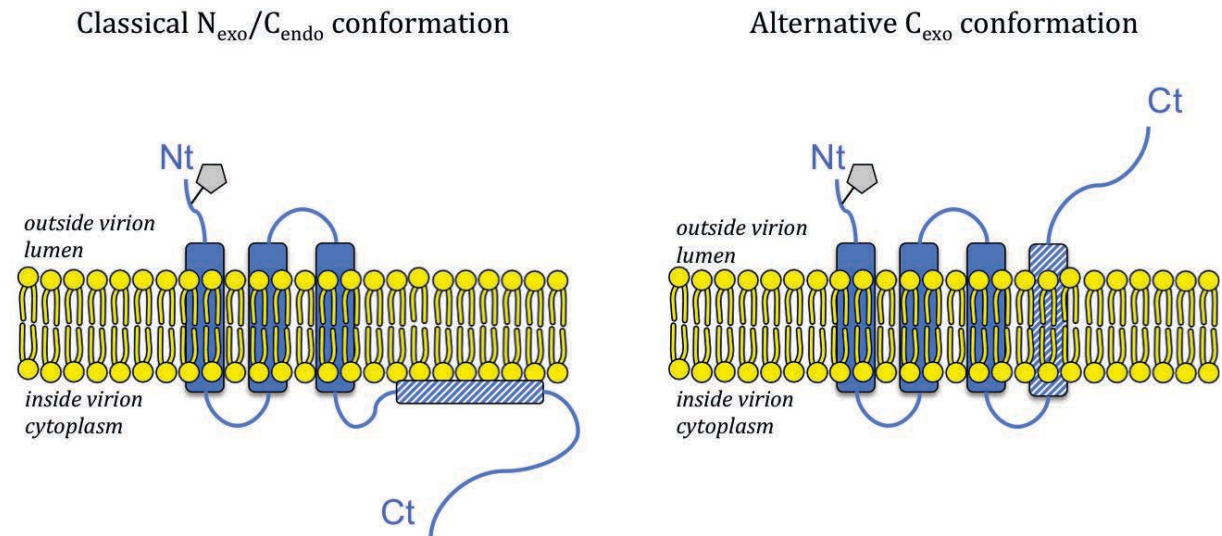 Classical Nexo/Cendo conformation
Nt
outside virion
lumen
inside virion
cytoplasm
Ct
Alternative Cexo conformation
Ct
Nt
outside virion
lumen
inside virion
cytoplasm